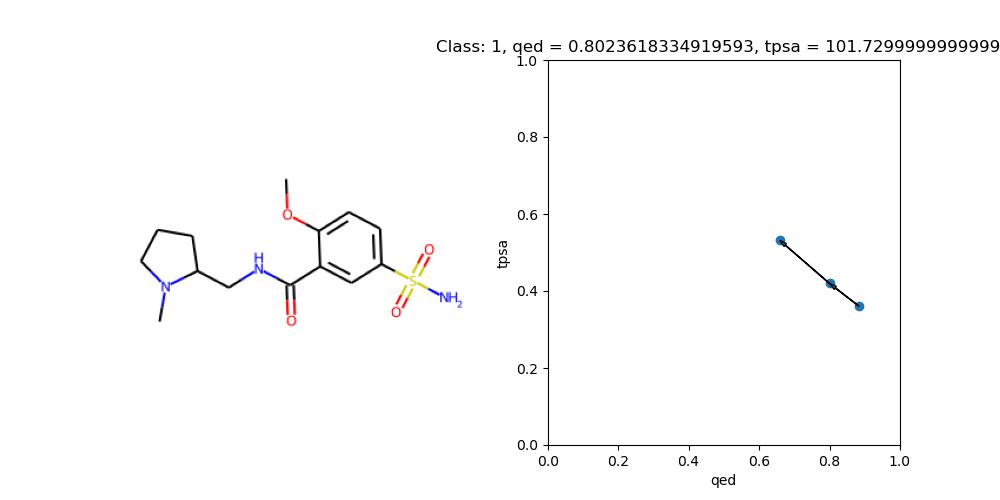 Class: 1, qed = 0.8023618334919593, tpsa = 101.7299999999999
1.0
0.8
0.6
0.4
0.2
0.0
tpsa
0.0 0.2 0.4 0.6 0.8 1.0
qed
O
H
N
N
O
O
S
O
NH2